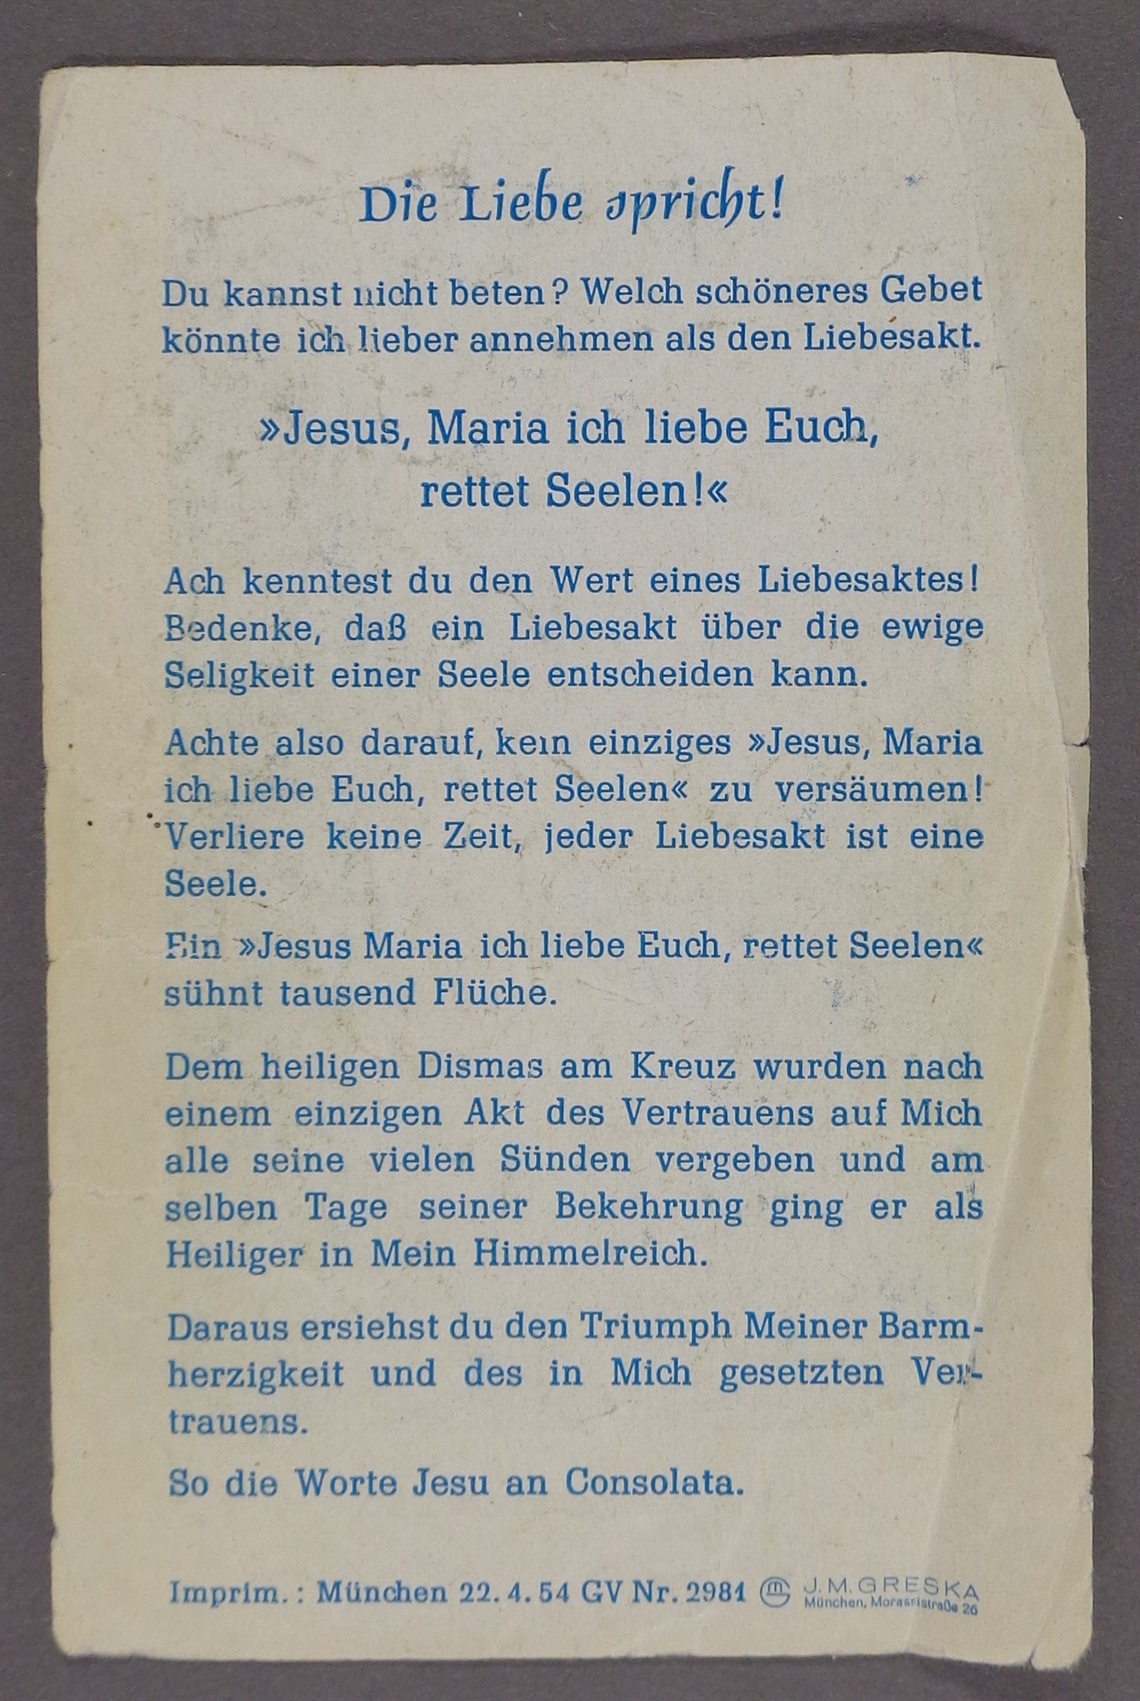 Die Liebe spricht!
Du kannst nicht beten? Welch schöneres Gebet
könnte ich lieber annehmen als den Liebesakt.
»Jesus, Maria ich liebe Euch,
rettet Seelen!«
Ach kenntest du den Wert eines Liebesaktes!
Bedenke, daß ein Liebesakt über die ewige
Seligkeit einer Seele entscheiden kann.
Achte also darauf, kein einziges »Jesus, Maria
ich liebe Euch, rettet Seelen« zu versäumen!
Verliere keine Zeit, jeder Liebesakt ist eine
Seele.
Ein »Jesus Maria ich liebe Euch, rettet Seelen«
sühnt tausend Flüche.
Dem heiligen Dismas am Kreuz wurden nach
einem einzigen Akt des Vertrauens auf Mich
alle seine vielen Sünden vergeben und am
selben Tage seiner Bekehrung ging er als
Heiliger in Mein Himmelreich.
Daraus ersiehst du den Triumph Meiner Barm-
herzigkeit und des in Mich gesetzten Ver-
trauens.
So die Worte Jesu an Consolata.
Imprim.: München 22. 4. 54 GV Nr. 2981 J. M. GRESKA
München, Morassistraße 26